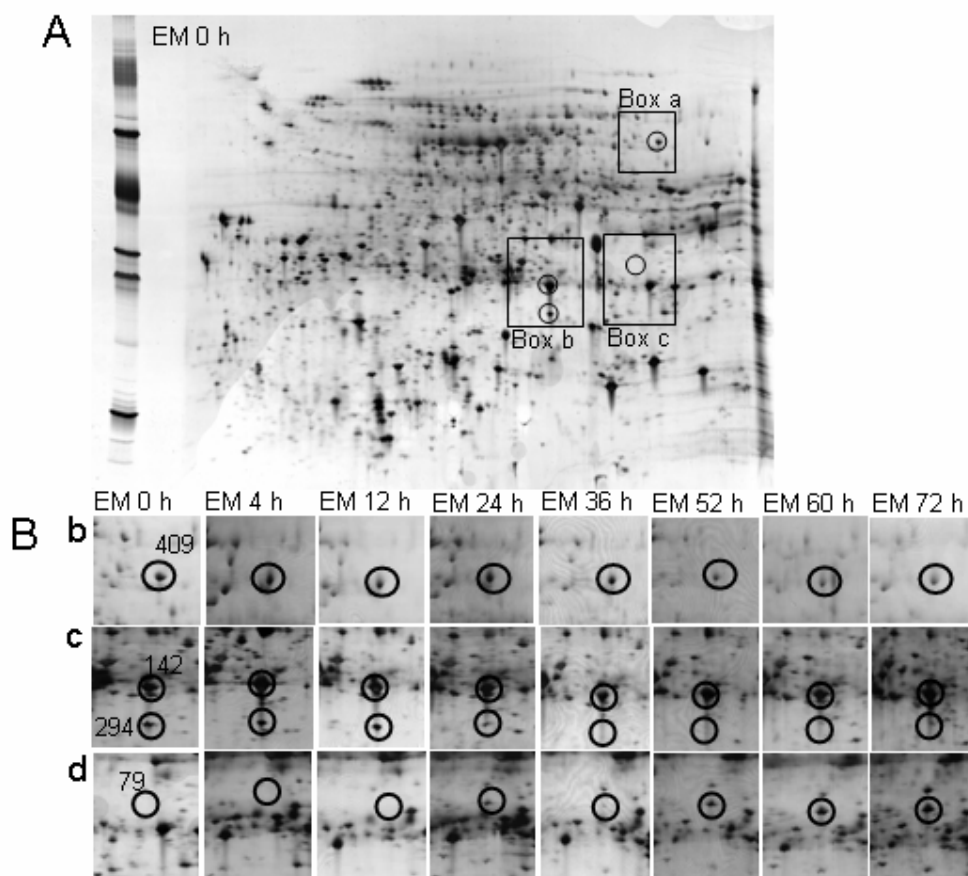 A
EM 0 h
Box a
Box b
Box c
B
EM 0 h EM 4 h EM 12 h EM 24 h EM 36 h EM 52 h EM 60 h EM 72 h
b
409
c
142
294
d
79